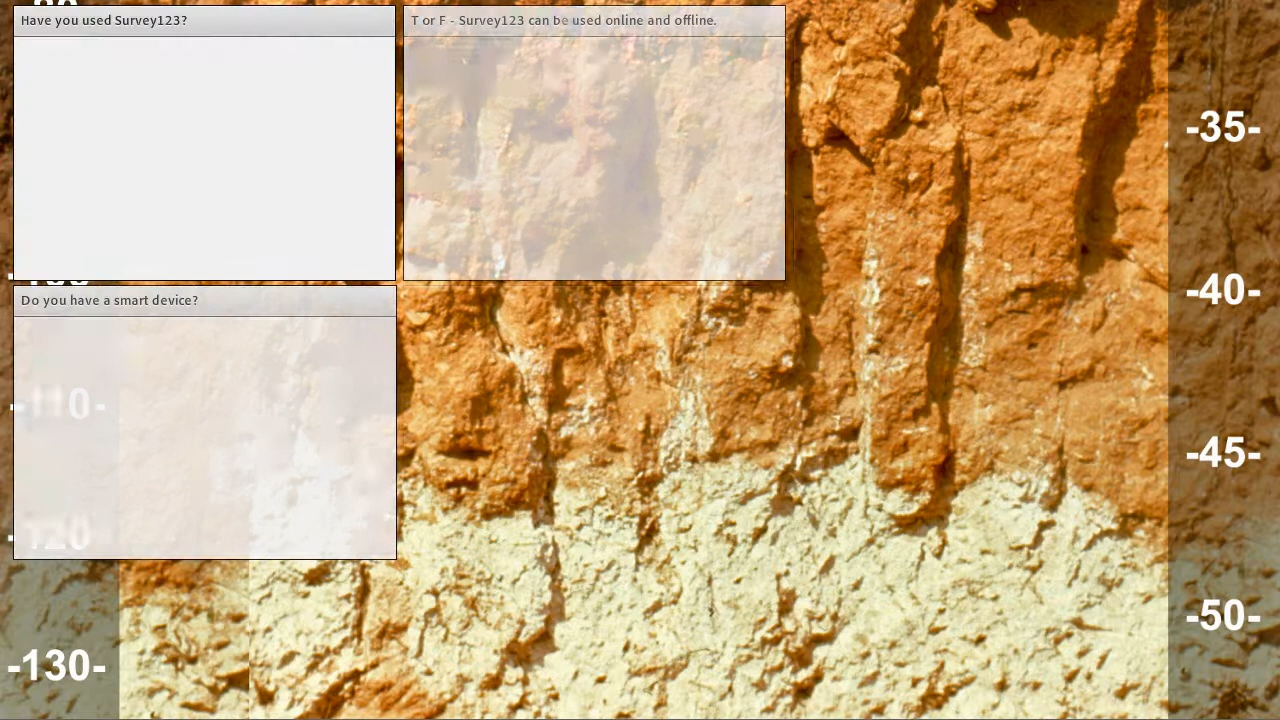 Have you used Survey123?
T or F - Survey123 can be used online and offline.
Do you have a smart device?
-35-
-40-
-110-
-45-
-120
-50-
-130-